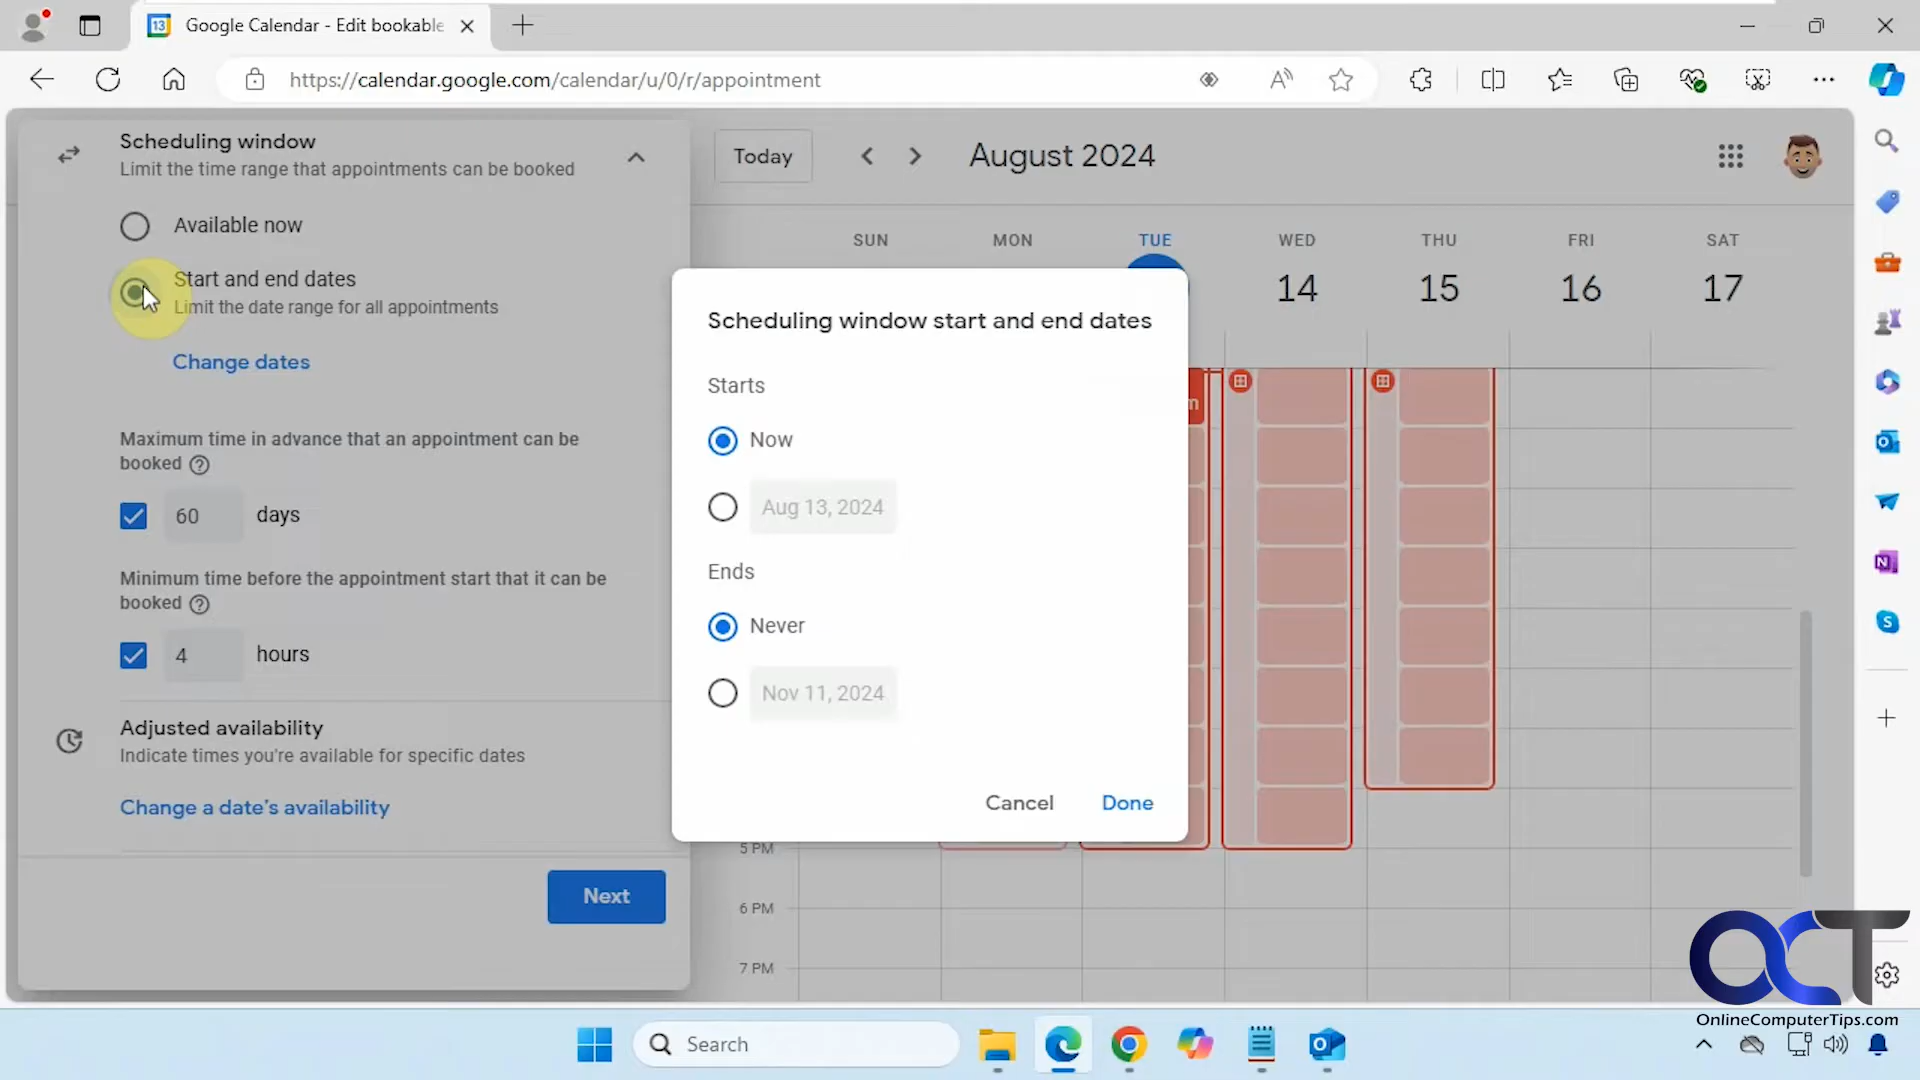 13
Google Calendar - Edit bookable
https://calendar.google.com/calendar/u/0/r/appointment
Scheduling window
Limit the time range that appointments can be booked
Available now
Start and end dates
Limit the date range for all appointments
Change dates
Maximum time in advance that an appointment can be
booked
60 days
Minimum time before the appointment start that it can be
booked
4 hours
Adjusted availability
Indicate times you're available for specific dates
Change a date's availability
Next
Today
August 2024
SUN MON TUE WED THU FRI SAT
14 15 16 17
Scheduling window start and end dates
Starts
Now
Aug 13, 2024
Ends
Never
Nov 11, 2024
Cancel Done
5 PM
6 PM
7 PM
OCT
OnlineComputerTips.com
Search